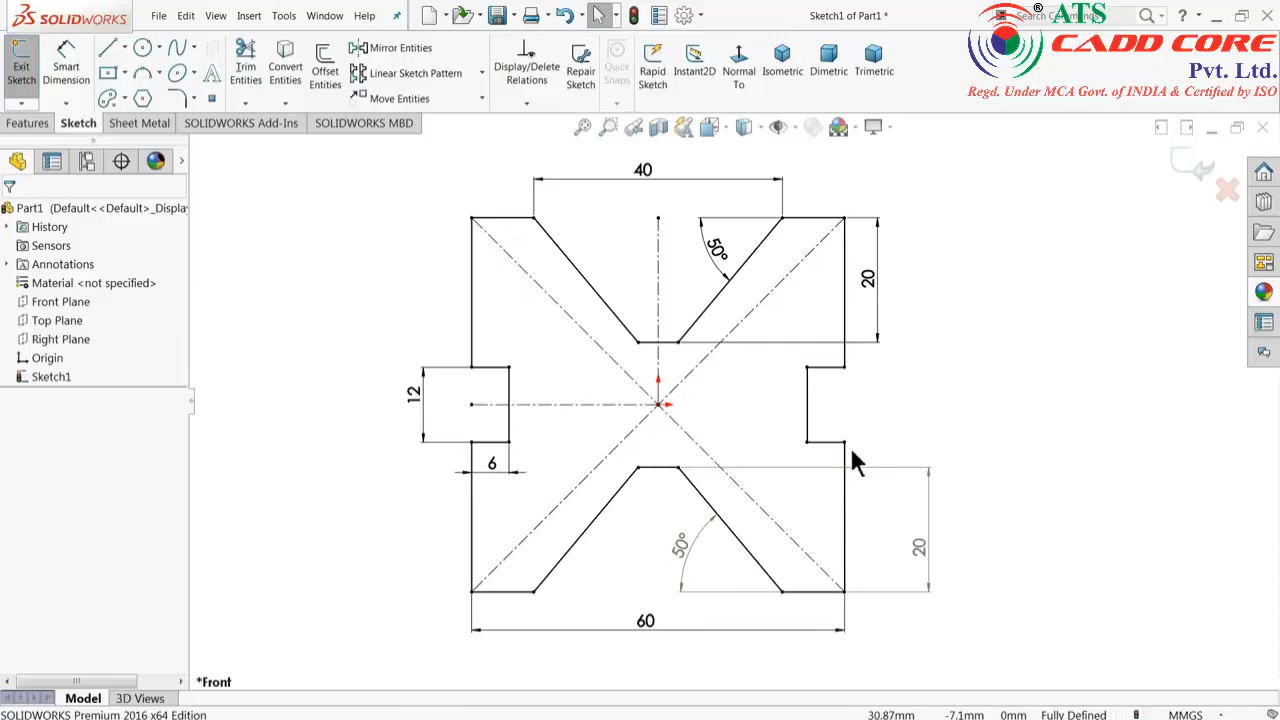 SOLIDWORKS File Edit View Insert Tools Window Help Sketch1 of Part1 * Search Commands ?
® ATS
CADD CORE
Pvt. Ltd.
Regd. Under MCA Govt. of INDIA & Certified by ISO
Exit Sketch
Smart Dimension
Trim Entities
Convert Entities
Offset Entities
Mirror Entities
Linear Sketch Pattern
Move Entities
Display/Delete Relations
Repair Sketch
Quick Snaps
Rapid Sketch
Instant2D
Normal To
Isometric
Dimetric
Trimetric
Features Sketch Sheet Metal SOLIDWORKS Add-Ins SOLIDWORKS MBD
Part1 (Default<<Default>_Displa
History
Sensors
Annotations
Material <not specified>
Front Plane
Top Plane
Right Plane
Origin
Sketch1
40
50°
20
12
6
50°
20
60
*Front
Model 3D Views
SOLIDWORKS Premium 2016 x64 Edition 30.87mm -7.1mm 0mm Fully Defined MMGS